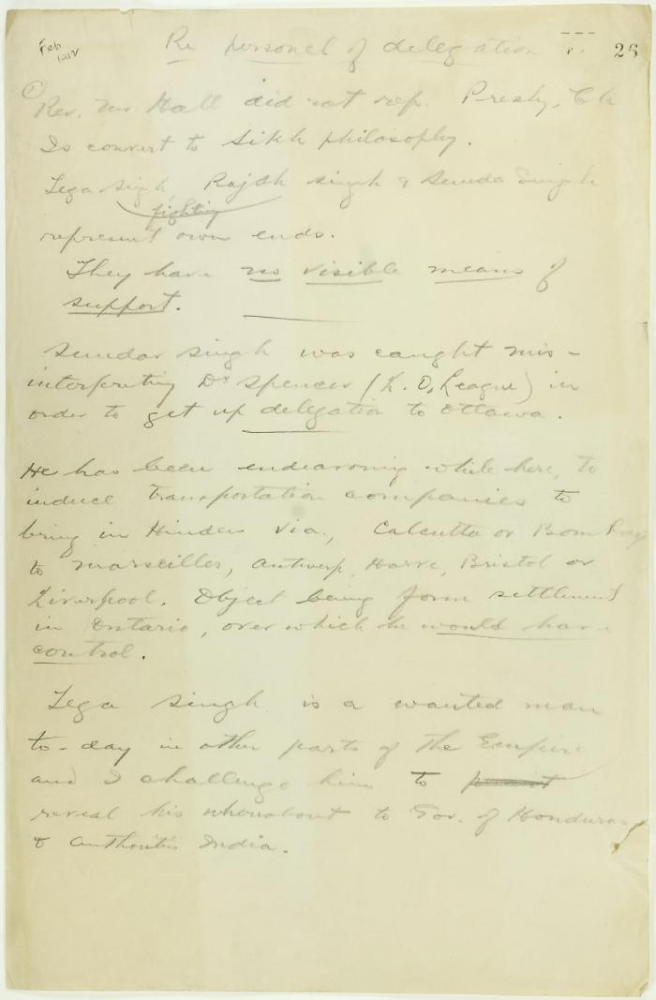 Feb
1912
Re personel of delegation
26
① Rev. Mr. Hall did not rep. Presby. Ch
Is convert to Sikh philosophy.
Tega Singh, Rajah Singh & Seneda Singh
fighting
represent own ends.
They have no visible means of
support.
Sundar Singh was caught mis-
interpreting Dr Spencer (L. O. League) in
order to get up delegation to Ottawa.
He has been endeavoring while here, to
induce transportation companies to
bring in Hindus via., Calcutta or Bombay
to Marseilles, Antwerp, Havre, Bristol or
Liverpool. Object being form settlement
in Ontario, over which he would have
control.
Tega Singh is a wanted man
to-day in other parts of the Empire
and I challenge him to
reveal his whereabout to Gov. of Honduras
& Authorities India.